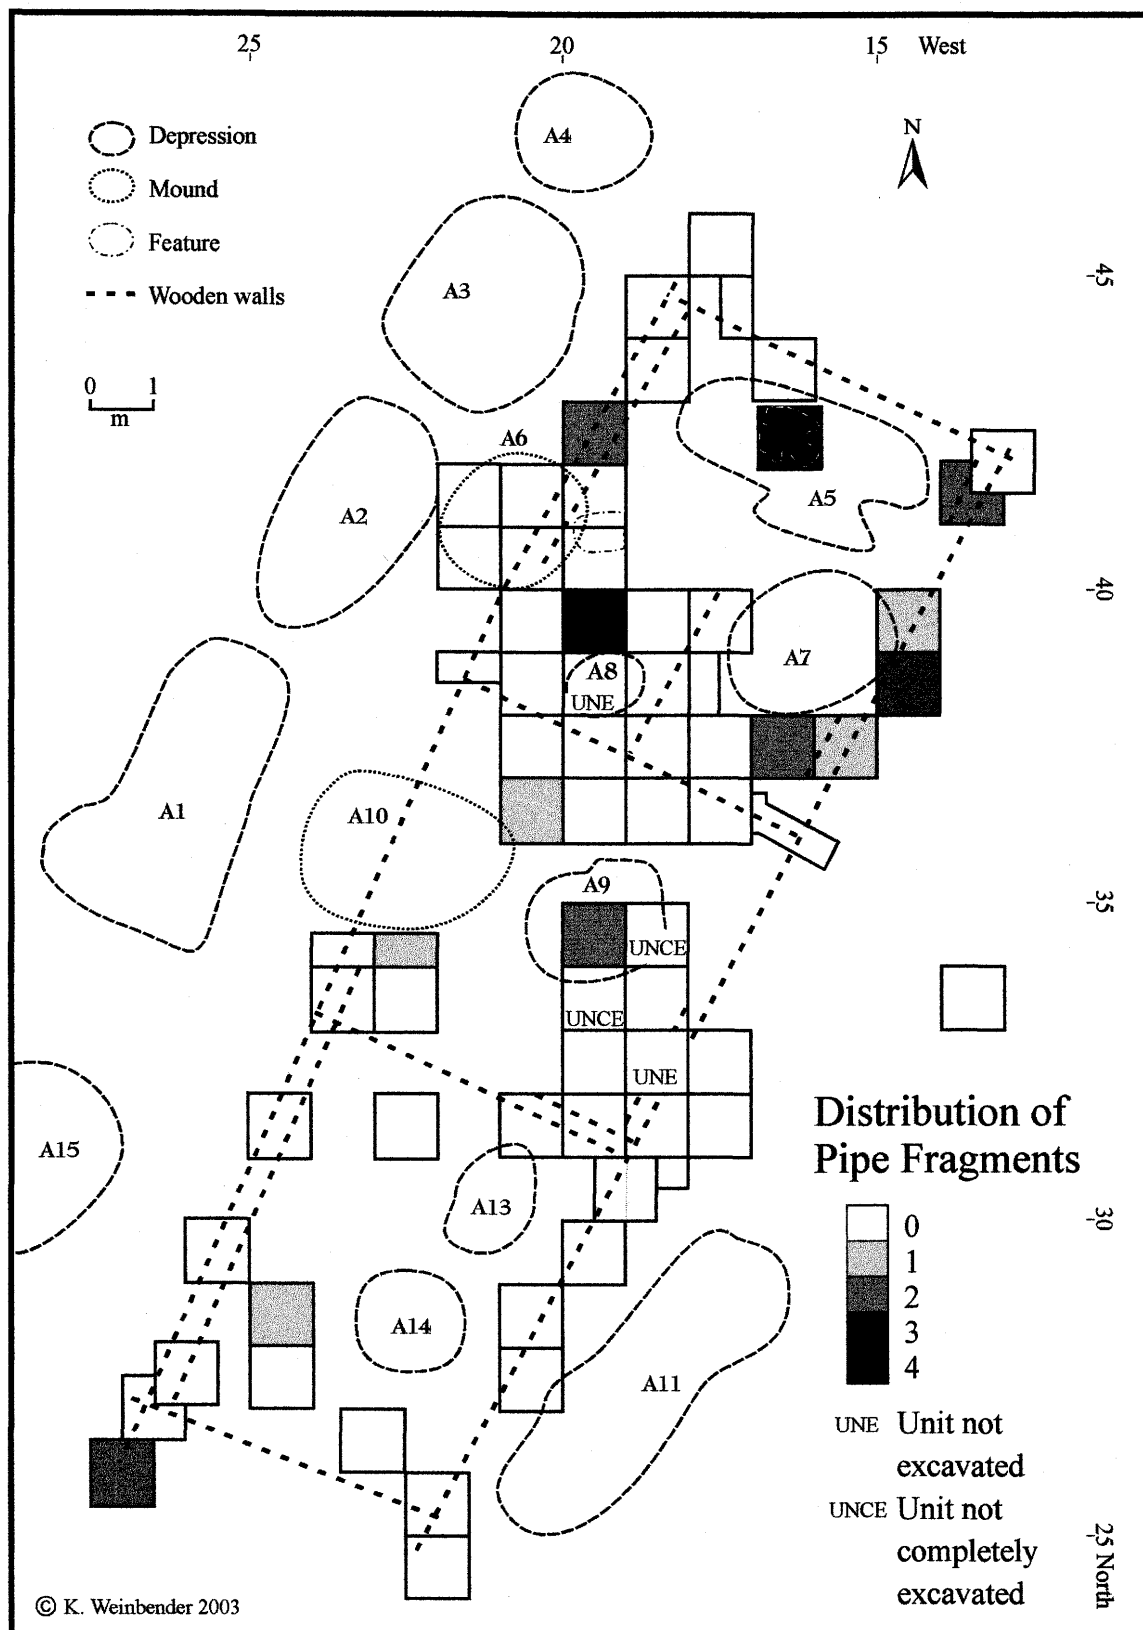 25 20 15 West
Depression
Mound
Feature
Wooden walls
0 1
m
N
A4
A3
45
A6
A2
A5
40
A8
A7
UNE
A1
A10
A9
35
UNCE
UNCE
UNE
A15
A13
30
A14
A11
Distribution of
Pipe Fragments
0
1
2
3
4
UNE Unit not
excavated
UNCE Unit not
completely
excavated
25 North
© K. Weinbender 2003